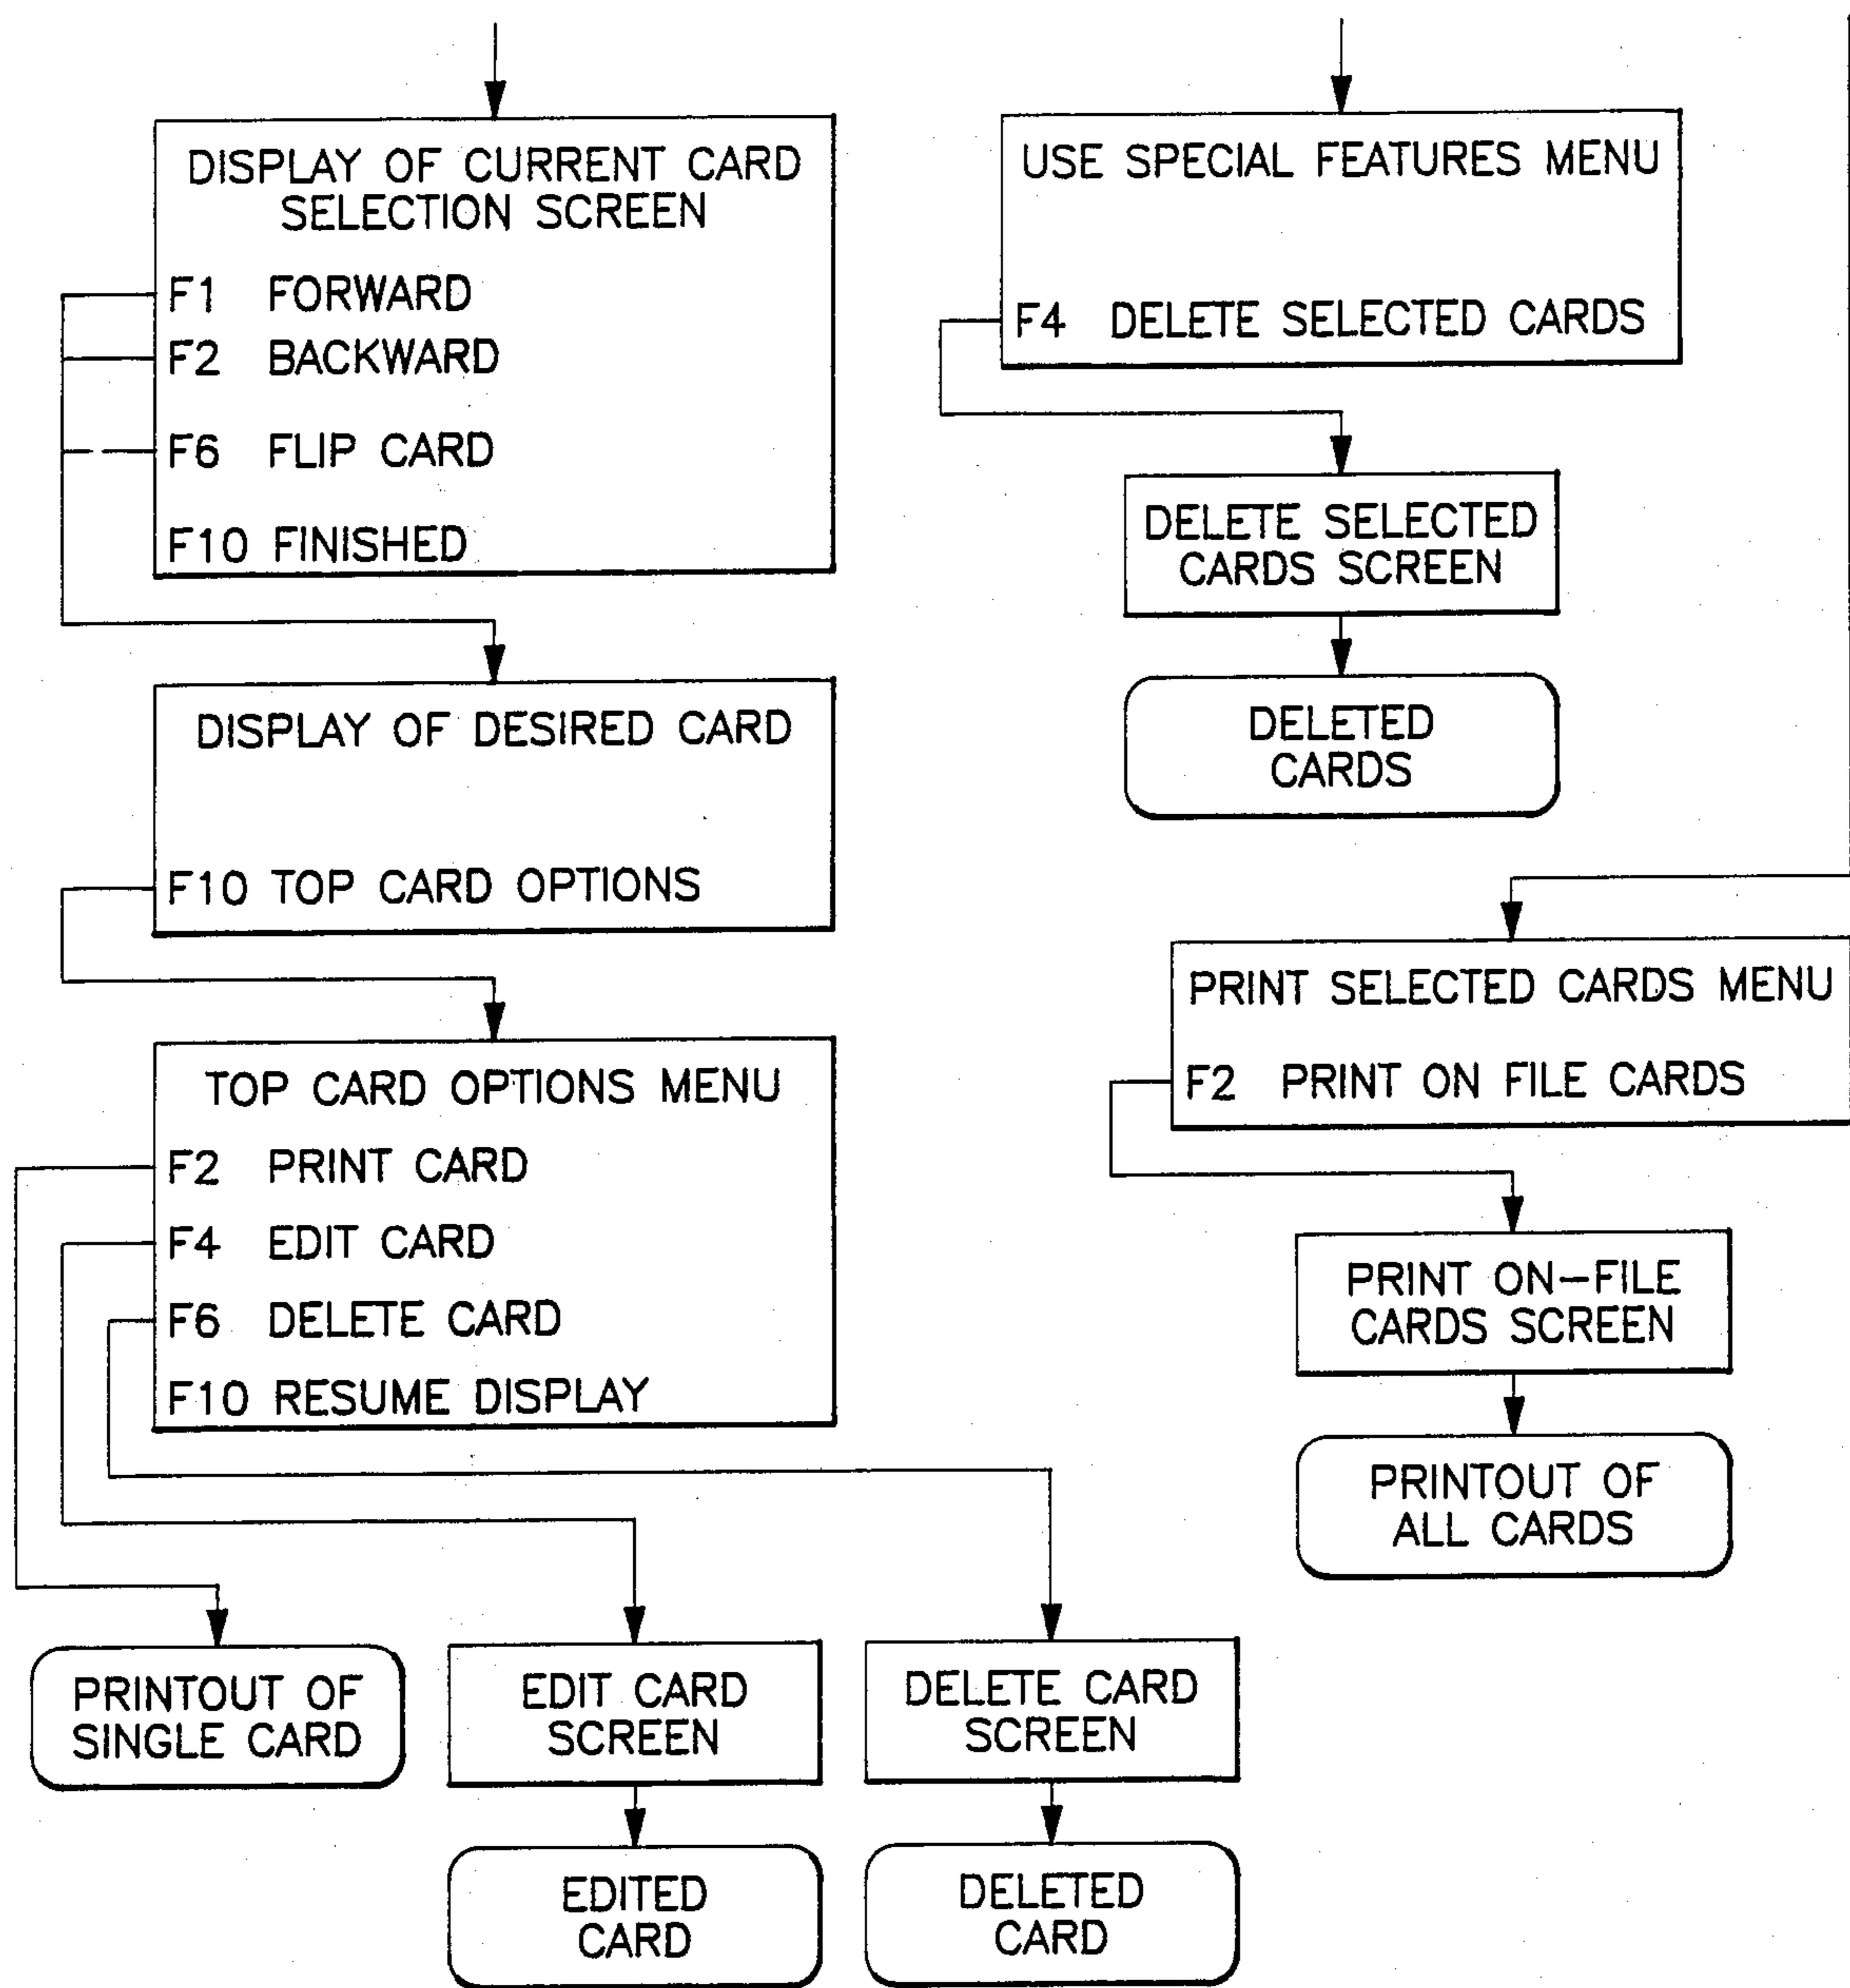 DISPLAY OF CURRENT CARD
SELECTION SCREEN
F1 FORWARD
F2 BACKWARD
F6 FLIP CARD
F10 FINISHED
DISPLAY OF DESIRED CARD
F10 TOP CARD OPTIONS
TOP CARD OPTIONS MENU
F2 PRINT CARD
F4 EDIT CARD
F6 DELETE CARD
F10 RESUME DISPLAY
PRINTOUT OF
SINGLE CARD
EDIT CARD
SCREEN
EDITED
CARD
DELETE CARD
SCREEN
DELETED
CARD
USE SPECIAL FEATURES MENU
F4 DELETE SELECTED CARDS
DELETE SELECTED
CARDS SCREEN
DELETED
CARDS
PRINT SELECTED CARDS MENU
F2 PRINT ON FILE CARDS
PRINT ON-FILE
CARDS SCREEN
PRINTOUT OF
ALL CARDS